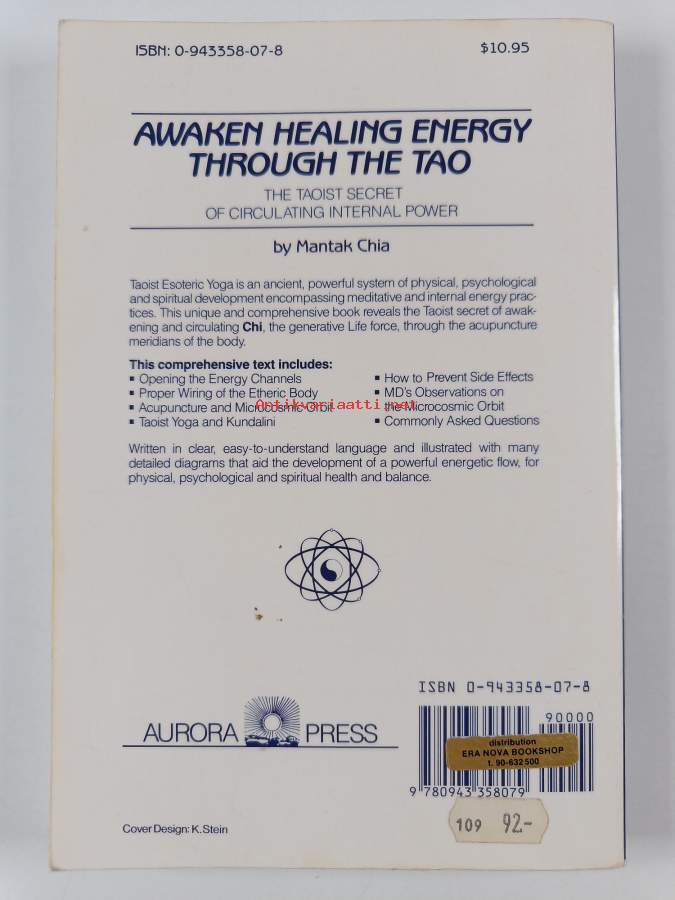 ISBN: 0-943358-07-8 $10.95
AWAKEN HEALING ENERGY
THROUGH THE TAO
THE TAOIST SECRET
OF CIRCULATING INTERNAL POWER
by Mantak Chia
Taoist Esoteric Yoga is an ancient, powerful system of physical, psychological
and spiritual development encompassing meditative and internal energy prac-
tices. This unique and comprehensive book reveals the Taoist secret of awak-
ening and circulating Chi, the generative Life force, through the acupuncture
meridians of the body.
This comprehensive text includes:
▪ Opening the Energy Channels
▪ Proper Wiring of the Etheric Body
▪ Acupuncture and Microcosmic Orbit
▪ Taoist Yoga and Kundalini
▪ How to Prevent Side Effects
▪ MD's Observations on
the Microcosmic Orbit
▪ Commonly Asked Questions
Antikvariaatti.net
Written in clear, easy-to-understand language and illustrated with many
detailed diagrams that aid the development of a powerful energetic flow, for
physical, psychological and spiritual health and balance.
AURORA PRESS
ISBN 0-943358-07-8
90000
distribution
ERA NOVA BOOKSHOP
t. 90-632 500
9 780943 358079
109 92-
Cover Design: K. Stein